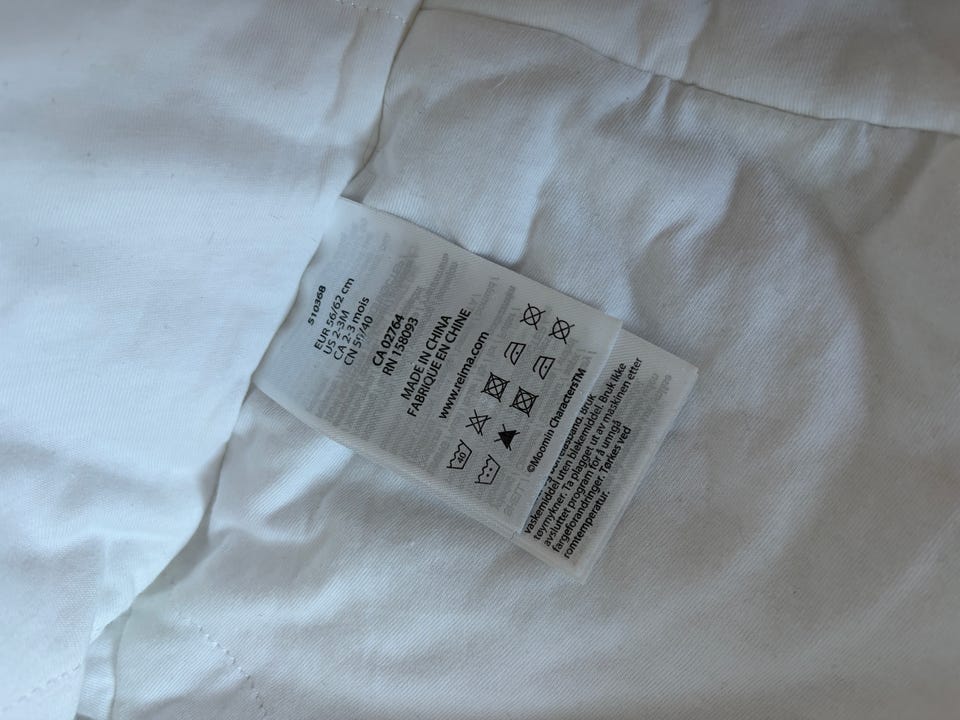 510368
EUR 56/62 cm
US 2-3M
CA 2-3 mois
CN 59/40
CA 02764
RN 158093
MADE IN CHINA
FABRIQUE EN CHINE
www.reima.com
40
©Moomin Characters™
Bruk
vaskemiddel uten blekemiddel. Bruk ikke
tøymykner. Ta plagget ut av maskinen etter
avsluttet program for å unngå
fargeforandringer. Tørkes ved
romtemperatur.